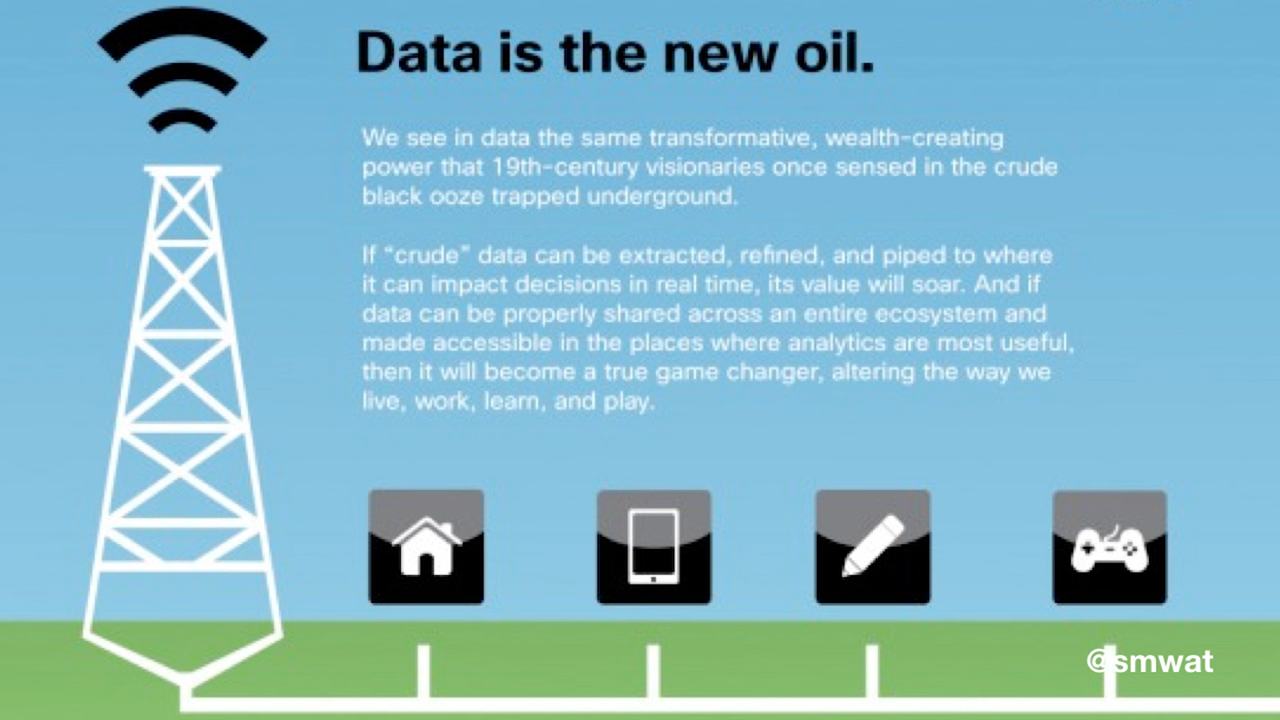 Data is the new oil.
We see in data the same transformative, wealth-creating
power that 19th-century visionaries once sensed in the crude
black ooze trapped underground.
If “crude” data can be extracted, refined, and piped to where
it can impact decisions in real time, its value will soar. And if
data can be properly shared across an entire ecosystem and
made accessible in the places where analytics are most useful,
then it will become a true game changer, altering the way we
live, work, learn, and play.
@smwat